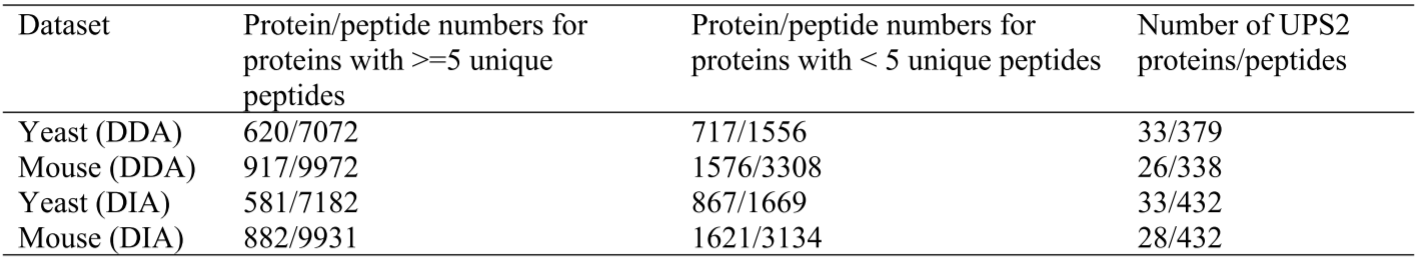 Dataset Protein/peptide numbers for Protein/peptide numbers for Number of UPS2
proteins with >=5 unique proteins with < 5 unique peptides proteins/peptides
peptides
Yeast (DDA) 620/7072 717/1556 33/379
Mouse (DDA) 917/9972 1576/3308 26/338
Yeast (DIA) 581/7182 867/1669 33/432
Mouse (DIA) 882/9931 1621/3134 28/432